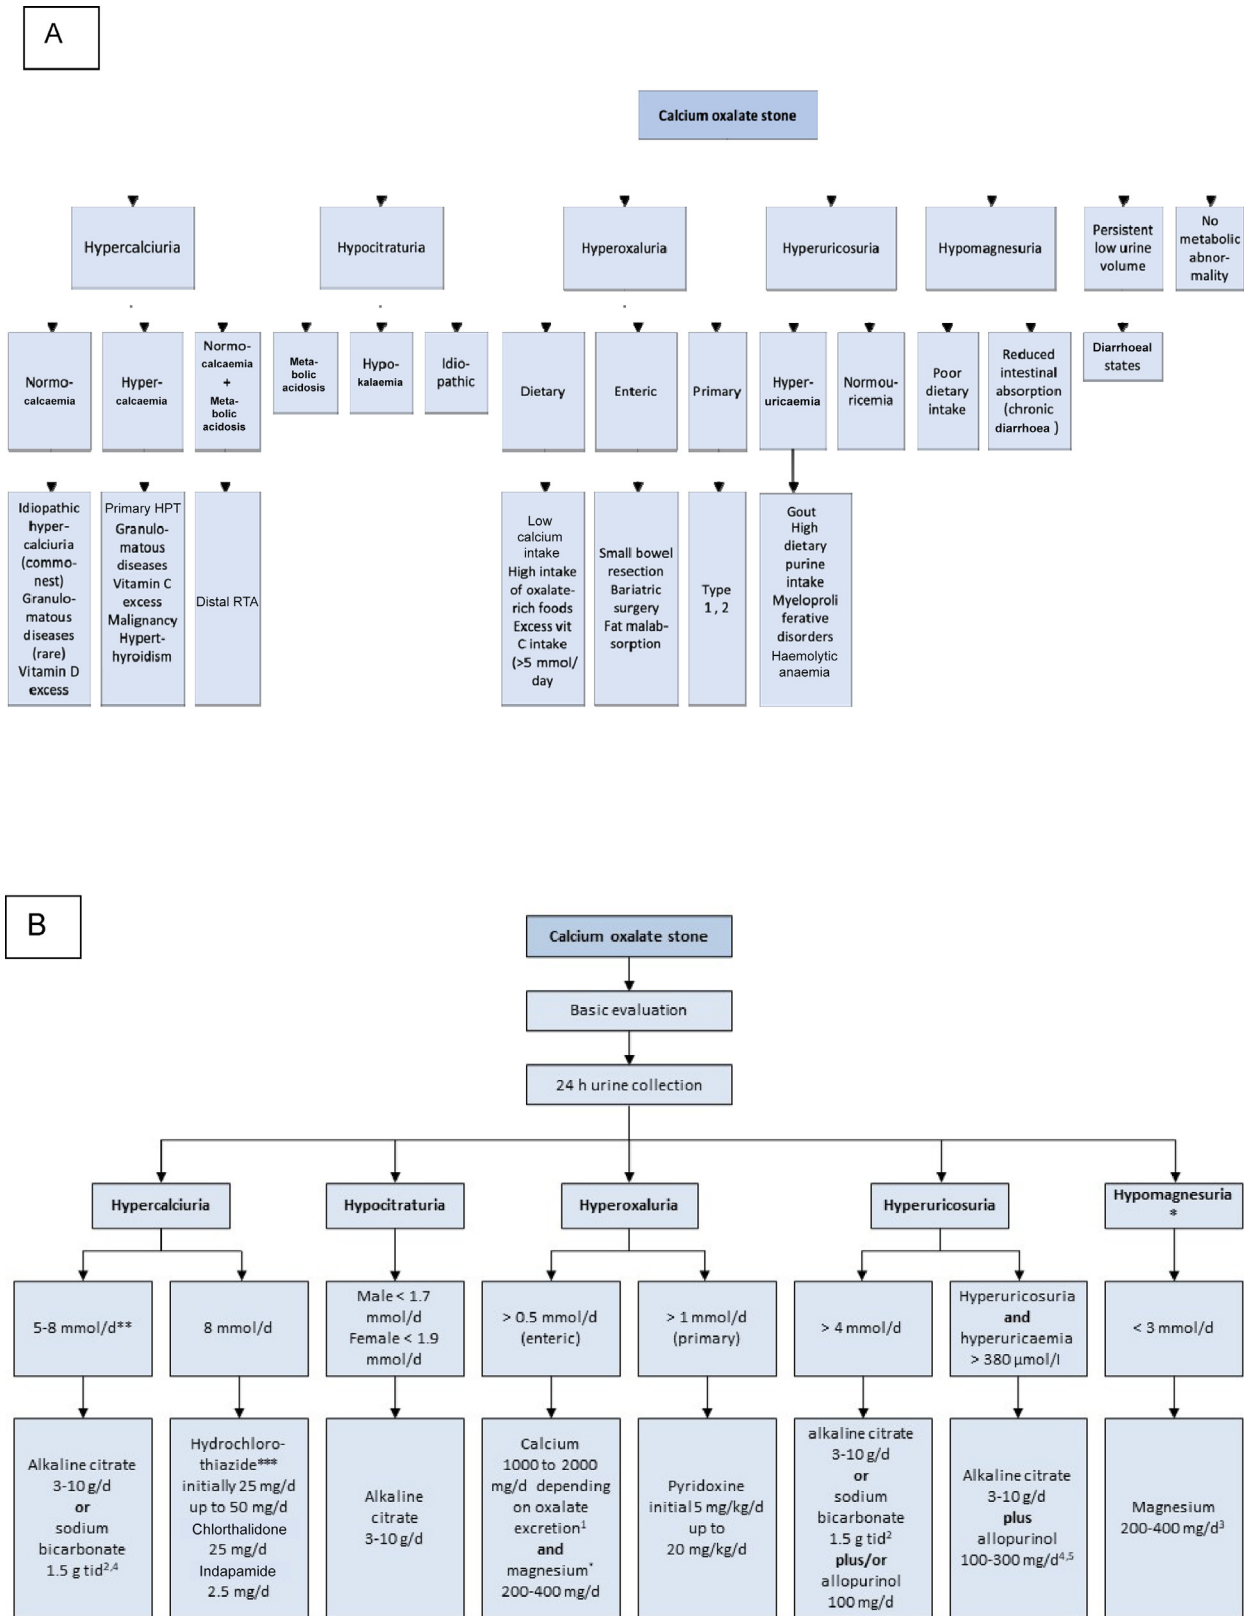 A
Calcium oxalate stone
Hypercalciuria
Hypocitraturia
Hyperoxaluria
Hyperuricosuria
Hypomagnesuria
Persistent
low urine
volume
No
metabolic
abnor-
mality
Normo-
calcaemia
Hyper-
calcaemia
Normo-
calcaemia
+
Meta-
bolic
acidosis
Meta-
bolic
acidosis
Hypo-
kalaemia
Idio-
pathic
Dietary
Enteric
Primary
Hyper-
uricaemia
Normou-
ricemia
Poor
dietary
intake
Reduced
intestinal
absorption
(chronic
diarrhoea )
Diarrhoeal
states
Idiopathic
hyper-
calciuria
(commo-
nest)
Granulo-
matous
diseases
(rare)
Vitamin D
excess
Primary HPT
Granulo-
matous
diseases
Vitamin C
excess
Malignancy
Hypert-
hyroidism
Distal RTA
Low
calcium
intake
High intake
of oxalate-
rich foods
Excess vit
C intake
(>5 mmol/
day
Small bowel
resection
Bariatric
surgery
Fat malab-
sorption
Type
1 , 2
Gout
High
dietary
purine
intake
Myeloproli
ferative
disorders
Haemolytic
anaemia
B
Calcium oxalate stone
Basic evaluation
24 h urine collection
Hypercalciuria
Hypocitraturia
Hyperoxaluria
Hyperuricosuria
Hypomagnesuria
*
5-8 mmol/d**
8 mmol/d
Male < 1.7
mmol/d
Female < 1.9
mmol/d
> 0.5 mmol/d
(enteric)
> 1 mmol/d
(primary)
> 4 mmol/d
Hyperuricosuria
and
hyperuricaemia
> 380 µmol/l
< 3 mmol/d
Alkaline citrate
3-10 g/d
or
sodium
bicarbonate
1.5 g tid2,4
Hydrochloro-
thiazide***
initially 25 mg/d
up to 50 mg/d
Chlorthalidone
25 mg/d
Indapamide
2.5 mg/d
Alkaline
citrate
3-10 g/d
Calcium
1000 to 2000
mg/d depending
on oxalate
excretion1
and
magnesium*
200-400 mg/d
Pyridoxine
initial 5 mg/kg/d
up to
20 mg/kg/d
alkaline citrate
3-10 g/d
or
sodium
bicarbonate
1.5 g tid2
plus/or
allopurinol
100 mg/d
Alkaline citrate
3-10 g/d
plus
allopurinol
100-300 mg/d4,5
Magnesium
200-400 mg/d3